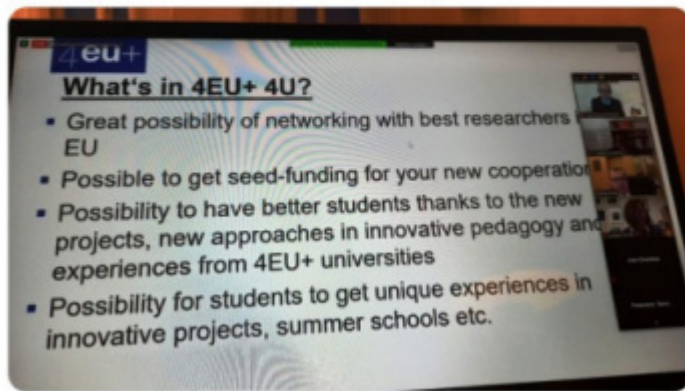 4eu+
What's in 4EU+ 4U?
▪ Great possibility of networking with best researchers
EU
▪ Possible to get seed-funding for your new cooperation
▪ Possibility to have better students thanks to the new
projects, new approaches in innovative pedagogy and
experiences from 4EU+ universities
▪ Possibility for students to get unique experiences in
innovative projects, summer schools etc.